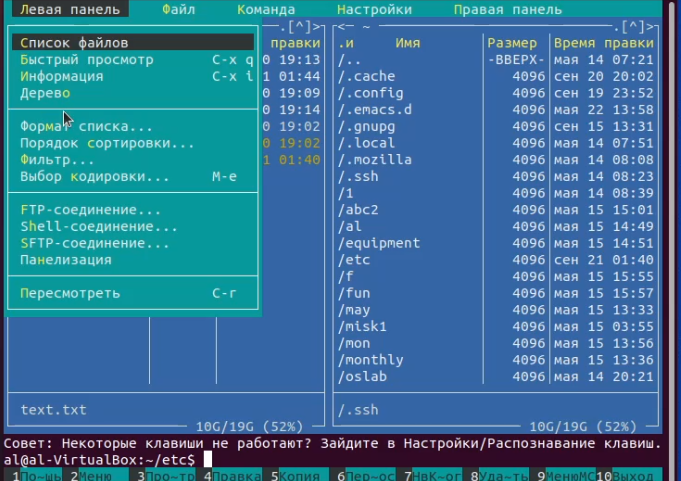 Левая панель Файл Команда Настройки Правая панель
.[^]> <— ~ .[^]>
Список файлов
Быстрый просмотр C-x q
Информация C-x i
Дерево
Формат списка...
Порядок сортировки...
Фильтр...
Выбор кодировки... M-e
FTP-соединение...
Shell-соединение...
SFTP-соединение...
Панелизация
Пересмотреть C-r
правки
0 19:13
1 01:44
0 19:09
0 19:14
0 19:02
0 19:02
1 01:40
text.txt
10G/19G (52%)
.и Имя Размер Время правки
/.. -ВВЕРХ- мая 14 07:21
/.cache 4096 сен 20 20:02
/.config 4096 сен 19 23:52
/.emacs.d 4096 мая 22 13:58
/.gnupg 4096 сен 15 13:31
/.local 4096 мая 14 07:51
/.mozilla 4096 мая 14 08:08
/.ssh 4096 мая 14 08:23
/1 4096 мая 14 08:39
/abc2 4096 мая 15 15:01
/al 4096 мая 15 14:49
/equipment 4096 мая 15 14:51
/etc 4096 сен 21 01:40
/f 4096 мая 15 15:55
/fun 4096 мая 15 15:57
/may 4096 мая 15 13:33
/misk1 4096 мая 15 03:55
/mon 4096 мая 15 13:56
/monthly 4096 мая 15 13:36
/oslab 4096 мая 14 20:21
/.ssh
10G/19G (52%)
Совет: Некоторые клавиши не работают? Зайдите в Настройки/Распознавание клавиш.
al@al-VirtualBox:~/etc$
1По~щь 2Меню 3Про~тр 4Правка 5Копия 6Пер~ос 7НвК~ог 8Уда~ть 9МенюMC 10Выход